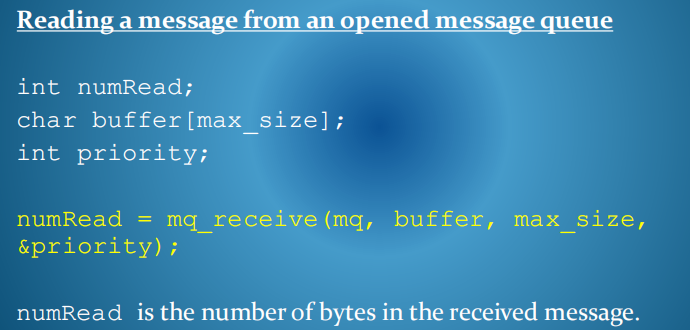 Reading a message from an opened message queue
int numRead;
char buffer[max_size];
int priority;
numRead = mq_receive(mq, buffer, max_size,
&priority);
numRead is the number of bytes in the received message.